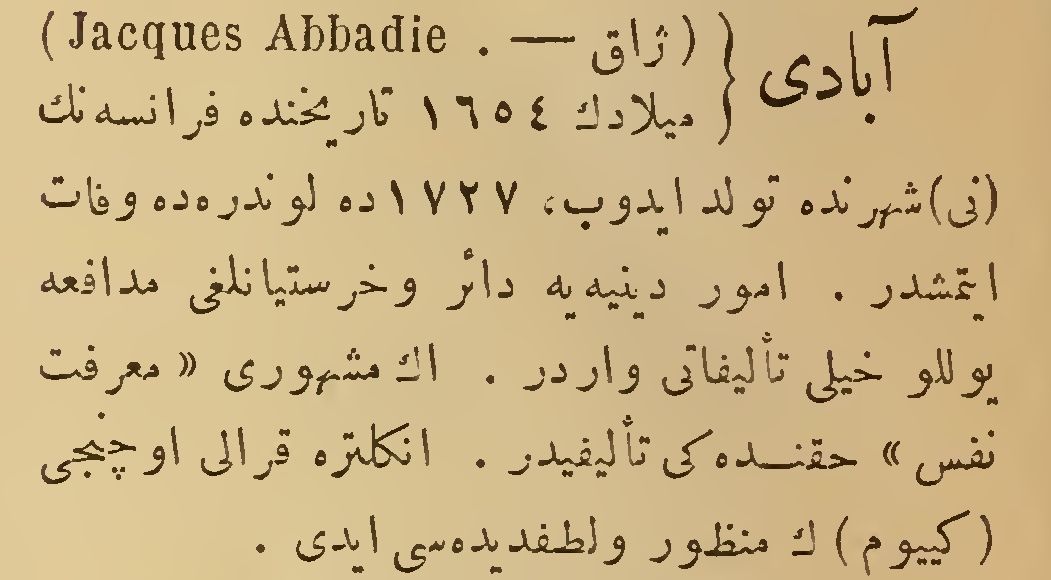 آبادی { (ژاق — . Jacques Abbadie)
میلادك ١٦٥٤ تاریخنده فرانسه‌نك
(نی) شهرنده تولد ایدوب، ١٧٢٧ ده لوندره‌ده وفات
ایتمشدر . امور دینیه‌یه دائر وخرستیانلغی مدافعه
یوللو خیلی تألیفاتی واردر . اك مشهوری « معرفت
نفس » حقنده‌کی تألیفیدر . انکلتره قرالی اوچنجی
(کییوم) ك منظور ولطفدیده‌سی ایدی .